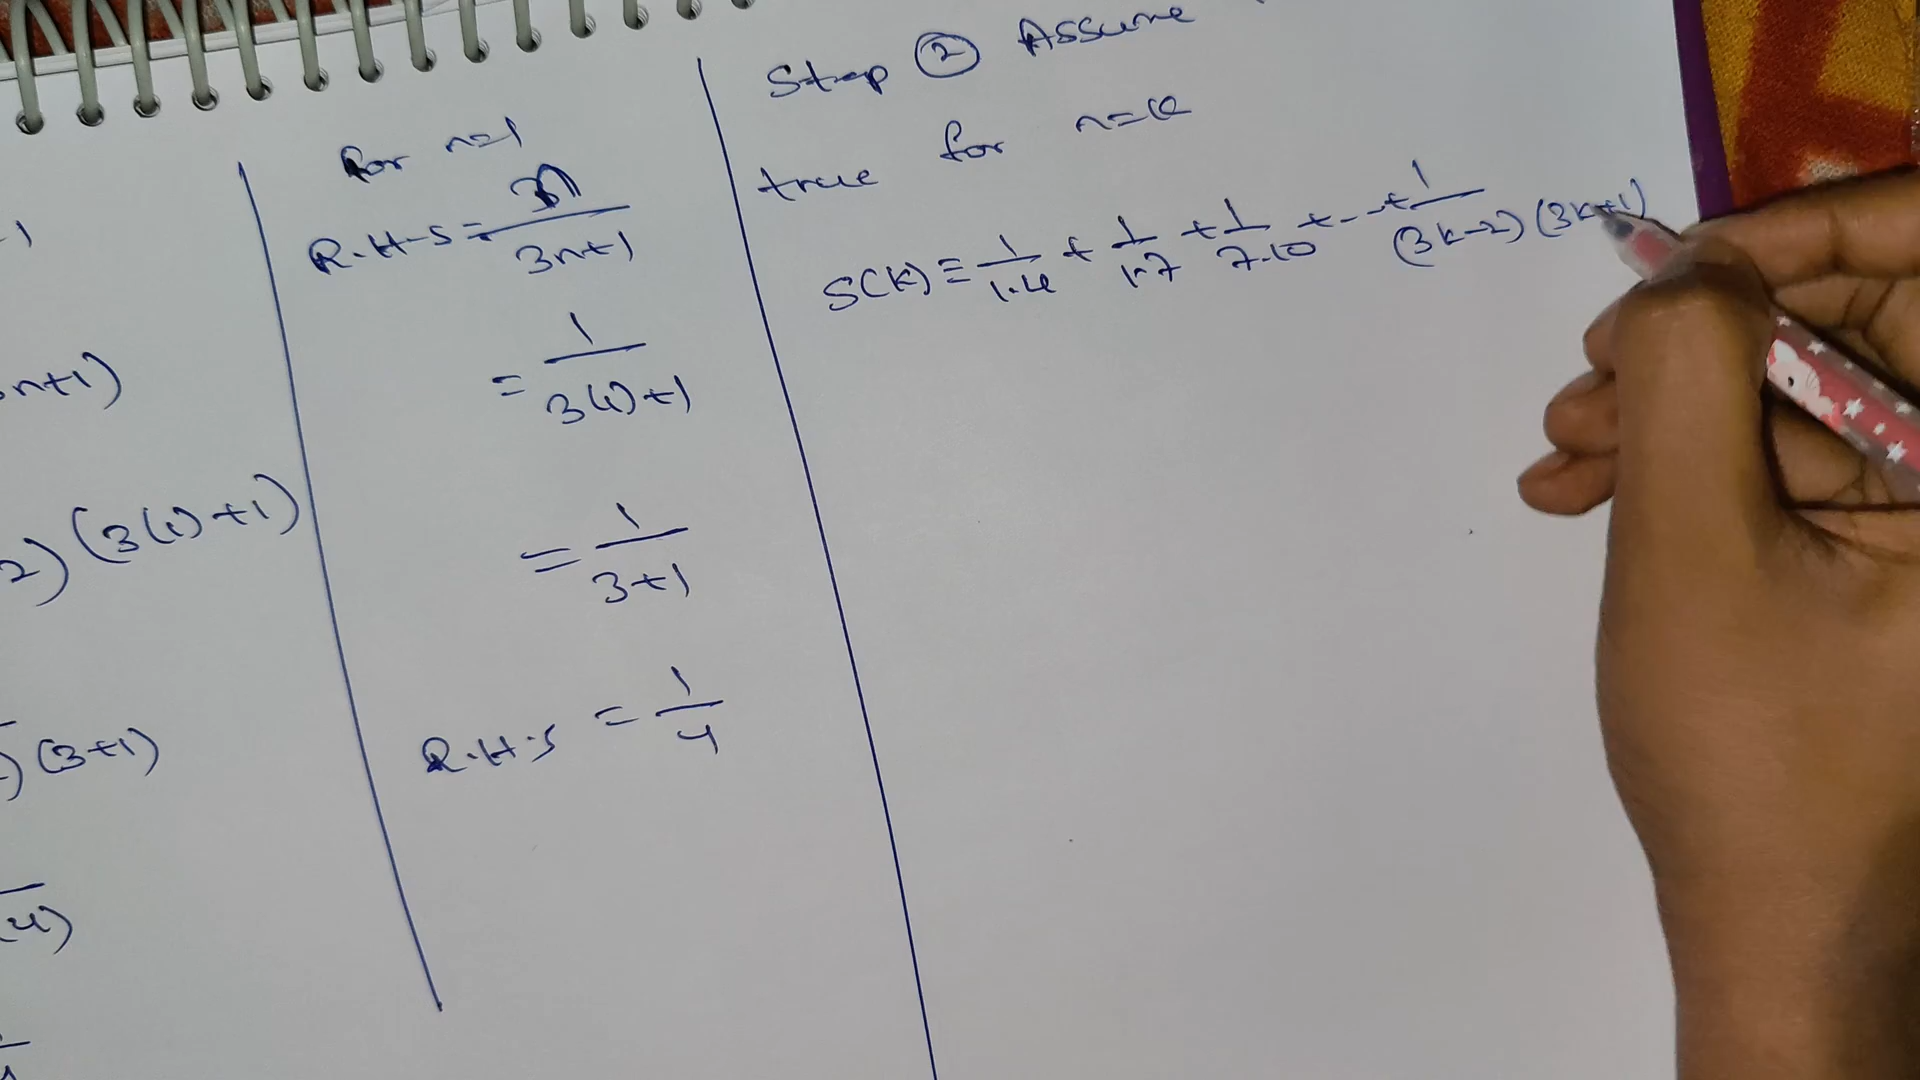 -1
n+1)
2) (3(1)+1)
) (3+1)
(4)
for n=1
R.H.S = n/3n+1
= 1/3(1)+1
= 1/3+1
R.H.S = 1/4
Step ② Assume
true for n=k
S(k) = 1/1.4 + 1/1.7 + 1/7.10 + --- + 1/(3k-2)(3k+1)